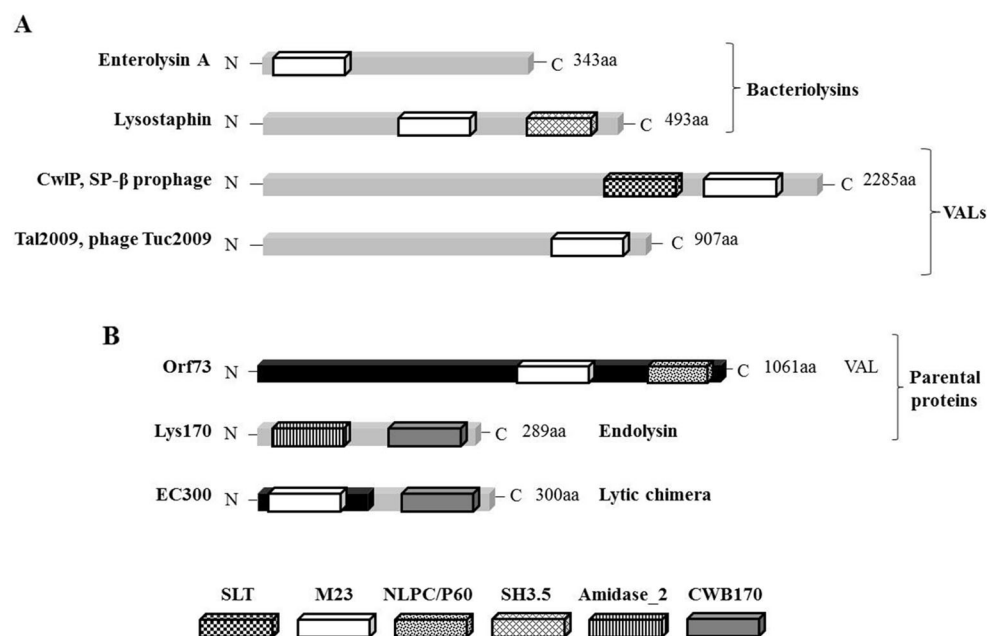 A
Enterolysin A N C 343aa
Bacteriolysins
Lysostaphin N C 493aa
CwlP, SP-β prophage N C 2285aa
VALs
Tal2009, phage Tuc2009 N C 907aa
B
Orf73 N C 1061aa VAL
Parental
proteins
Lys170 N C 289aa Endolysin
EC300 N C 300aa Lytic chimera
SLT M23 NLPC/P60 SH3.5 Amidase_2 CWB170